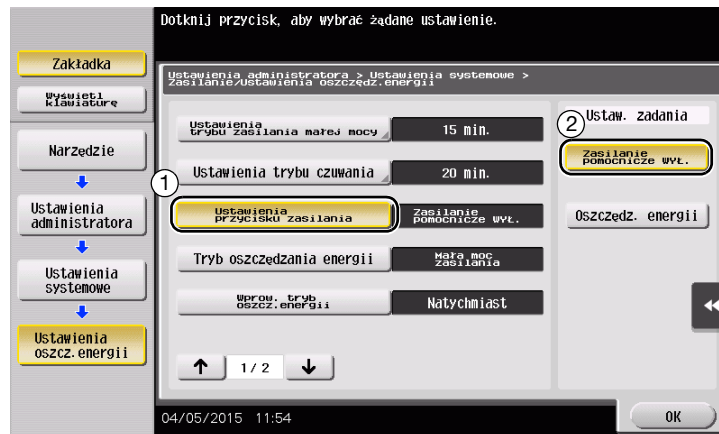 Dotknij przycisk, aby wybrać żądane ustawienie.
Zakładka
Wyświetl
klawiaturę
Narzędzie
Ustawienia
administratora
Ustawienia
systemowe
Ustawienia
oszcz.energii
Ustawienia administratora > Ustawienia systemowe >
Zasilanie/Ustawienia oszczędz.energii
Ustawienia
trybu zasilania małej mocy
15 min.
Ustawienia trybu czuwania
20 min.
1
Ustawienia
przycisku zasilania
Zasilanie
pomocnicze WYŁ.
Tryb oszczędzania energii
Mała moc
zasilania
Wprow. tryb
oszcz.energii
Natychmiast
1/2
2
Ustaw. zadania
Zasilanie
pomocnicze WYŁ.
Oszczędz. energii
04/05/2015 11:54
OK